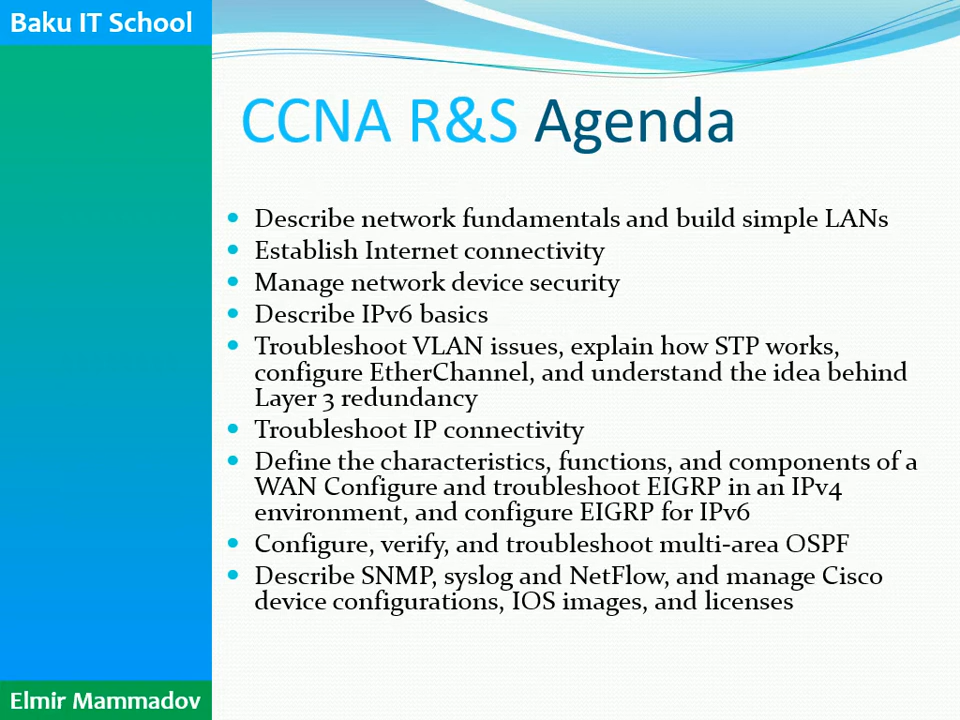 Baku IT School
CCNA R&S Agenda
• Describe network fundamentals and build simple LANs
• Establish Internet connectivity
• Manage network device security
• Describe IPv6 basics
• Troubleshoot VLAN issues, explain how STP works,
configure EtherChannel, and understand the idea behind
Layer 3 redundancy
• Troubleshoot IP connectivity
• Define the characteristics, functions, and components of a
WAN Configure and troubleshoot EIGRP in an IPv4
environment, and configure EIGRP for IPv6
• Configure, verify, and troubleshoot multi-area OSPF
• Describe SNMP, syslog and NetFlow, and manage Cisco
device configurations, IOS images, and licenses
Elmir Mammadov